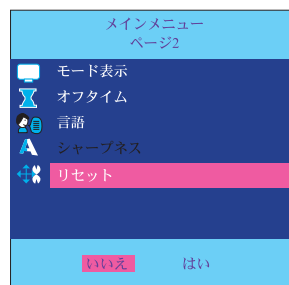 メインメニュー
ページ2
モード表示
オフタイム
言語
シャープネス
リセット
いいえ はい